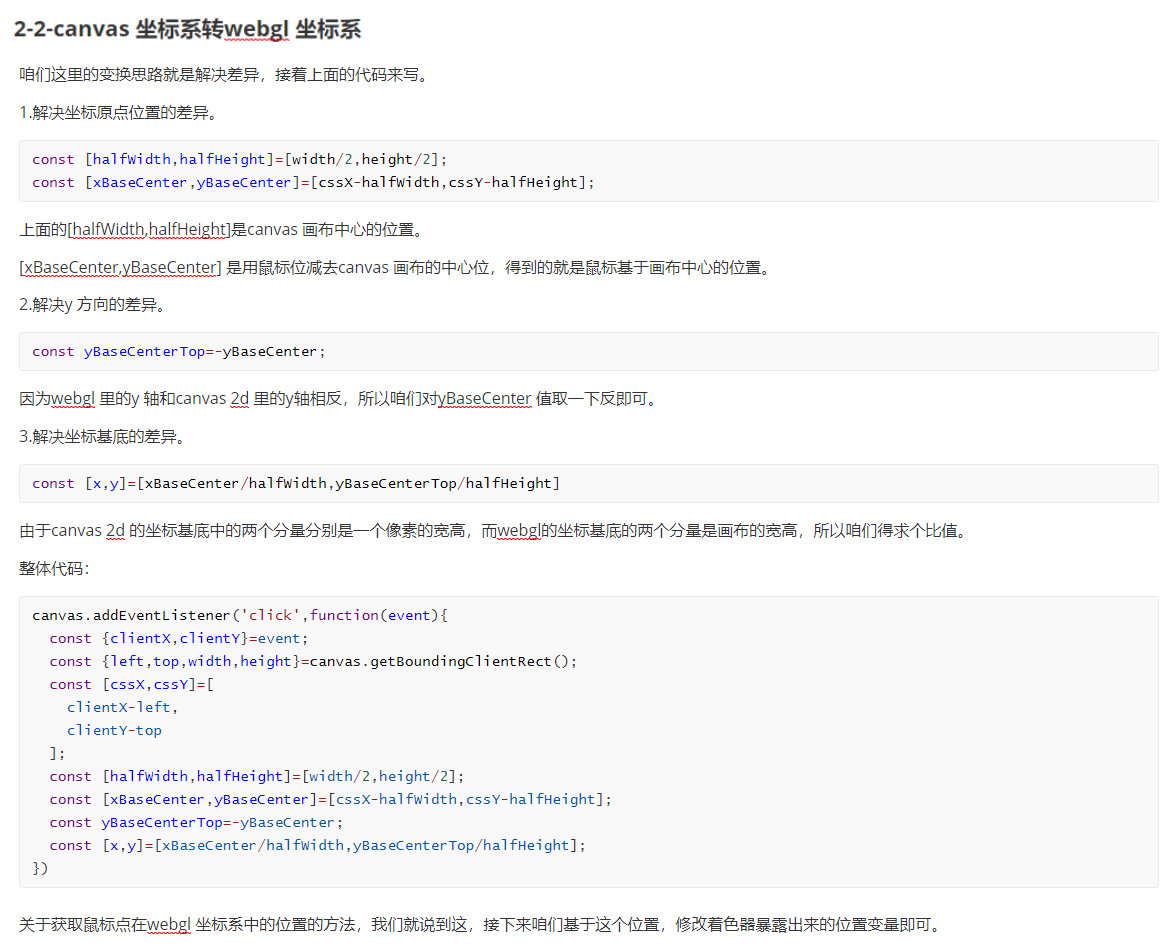 2-2-canvas 坐标系转webgl 坐标系
咱们这里的变换思路就是解决差异，接着上面的代码来写。
1.解决坐标原点位置的差异。
const [halfWidth,halfHeight]=[width/2,height/2];
const [xBaseCenter,yBaseCenter]=[cssX-halfWidth,cssY-halfHeight];
上面的[halfWidth,halfHeight]是canvas 画布中心的位置。
[xBaseCenter,yBaseCenter] 是用鼠标位减去canvas 画布的中心位，得到的就是鼠标基于画布中心的位置。
2.解决y 方向的差异。
const yBaseCenterTop=-yBaseCenter;
因为webgl 里的y 轴和canvas 2d 里的y轴相反，所以咱们对yBaseCenter 值取一下反即可。
3.解决坐标基底的差异。
const [x,y]=[xBaseCenter/halfWidth,yBaseCenterTop/halfHeight]
由于canvas 2d 的坐标基底中的两个分量分别是一个像素的宽高，而webgl的坐标基底的两个分量是画布的宽高，所以咱们得求个比值。
整体代码：
canvas.addEventListener('click',function(event){
  const {clientX,clientY}=event;
  const {left,top,width,height}=canvas.getBoundingClientRect();
  const [cssX,cssY]=[
    clientX-left,
    clientY-top
  ];
  const [halfWidth,halfHeight]=[width/2,height/2];
  const [xBaseCenter,yBaseCenter]=[cssX-halfWidth,cssY-halfHeight];
  const yBaseCenterTop=-yBaseCenter;
  const [x,y]=[xBaseCenter/halfWidth,yBaseCenterTop/halfHeight];
})
关于获取鼠标点在webgl 坐标系中的位置的方法，我们就说到这，接下来咱们基于这个位置，修改着色器暴露出来的位置变量即可。